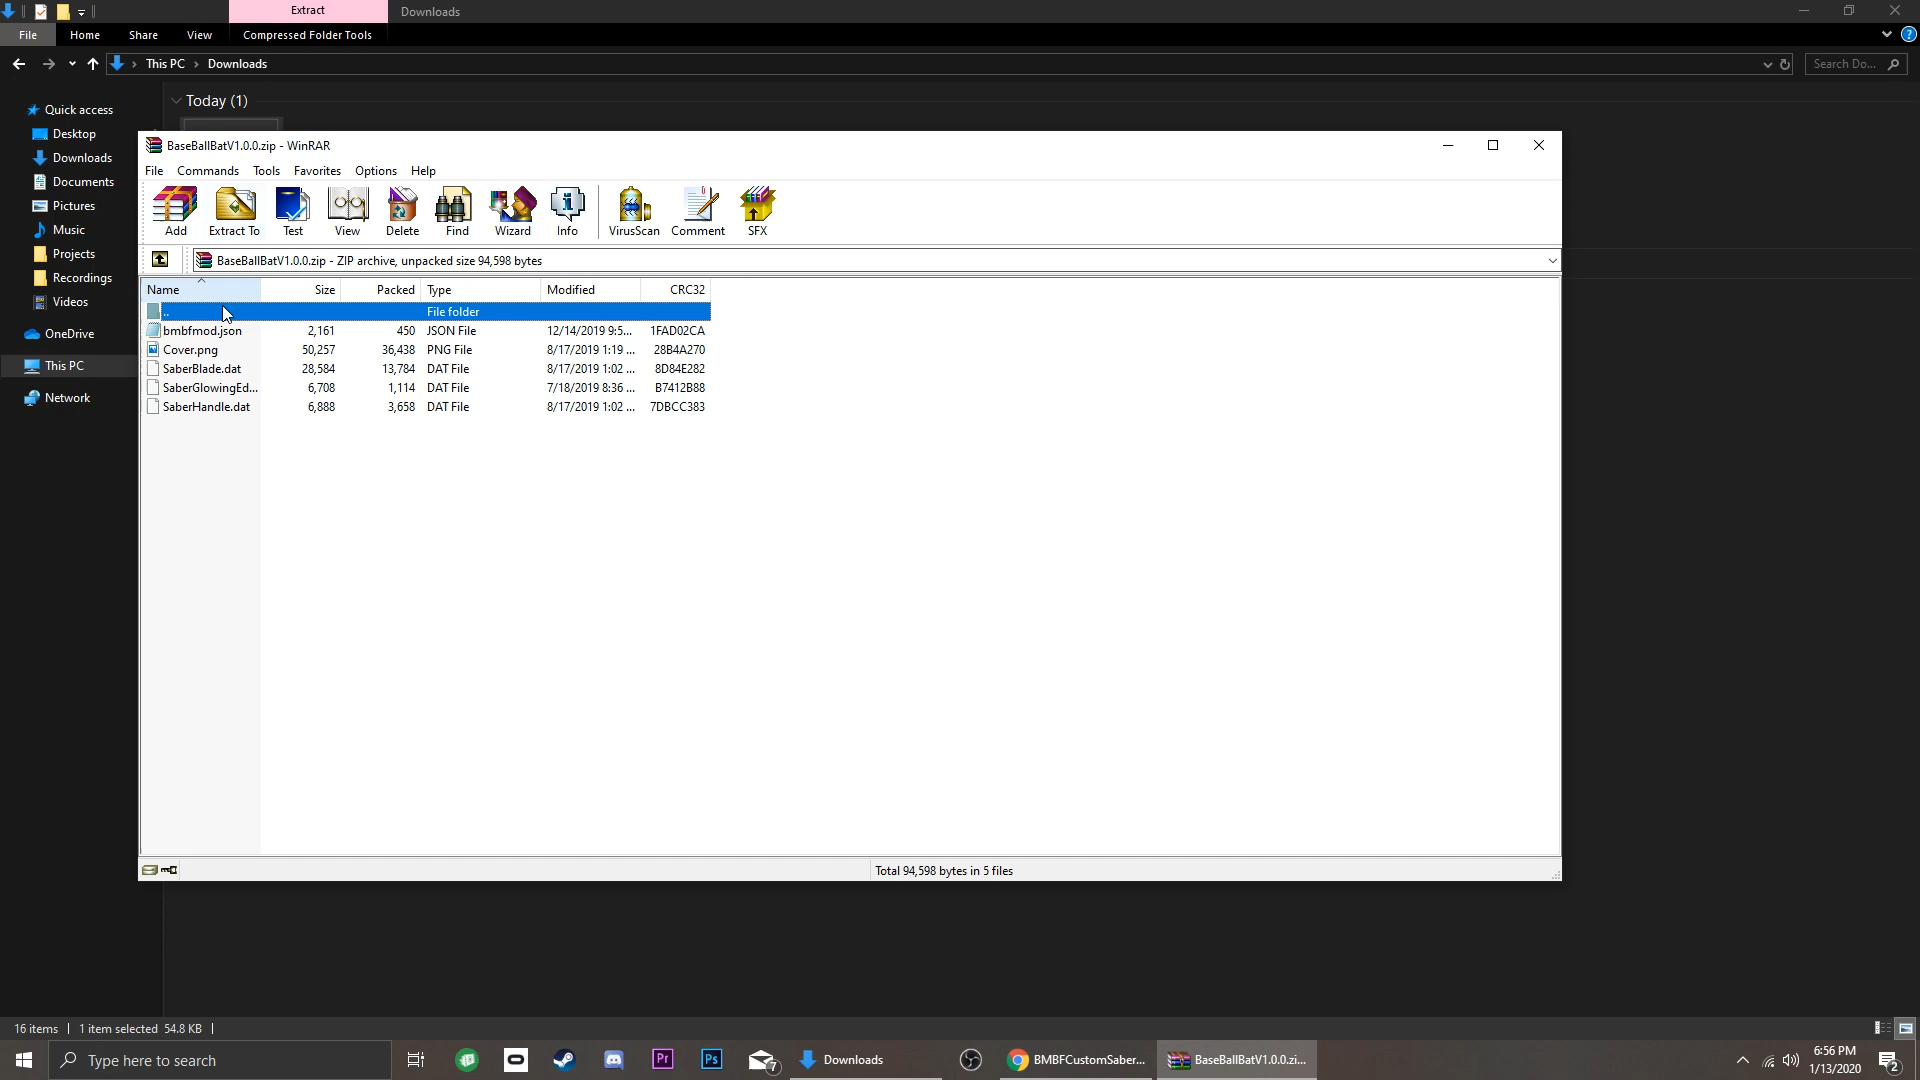 Extract
Downloads
File
Home
Share
View
Compressed Folder Tools
This PC
Downloads
Search Do...
Quick access
Desktop
Downloads
Documents
Pictures
Music
Projects
Recordings
Videos
OneDrive
This PC
Network
Today (1)
BaseBallBatV1.0.0.zip - WinRAR
File Commands Tools Favorites Options Help
Add Extract To Test View Delete Find Wizard Info VirusScan Comment SFX
BaseBallBatV1.0.0.zip - ZIP archive, unpacked size 94,598 bytes
Name Size Packed Type Modified CRC32
.. File folder
bmbfmod.json 2,161 450 JSON File 12/14/2019 9:5... 1FAD02CA
Cover.png 50,257 36,438 PNG File 8/17/2019 1:19 ... 28B4A270
SaberBlade.dat 28,584 13,784 DAT File 8/17/2019 1:02 ... 8D84E282
SaberGlowingEd... 6,708 1,114 DAT File 7/18/2019 8:36 ... B7412B88
SaberHandle.dat 6,888 3,658 DAT File 8/17/2019 1:02 ... 7DBCC383
Total 94,598 bytes in 5 files
16 items 1 item selected 54.8 KB
Type here to search
Pr
Ps
7
Downloads
BMBFCustomSaber...
BaseBallBatV1.0.0.zi...
6:56 PM
1/13/2020
2